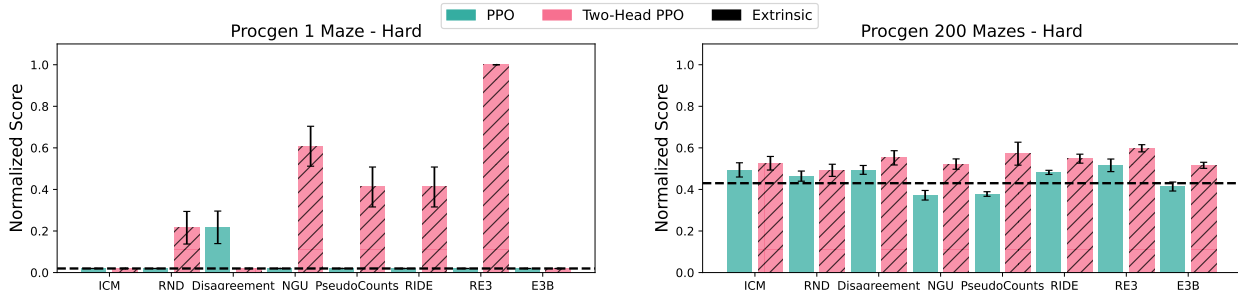 PPO Two-Head PPO Extrinsic
Procgen 1 Maze - Hard
Normalized Score
1.0
0.8
0.6
0.4
0.2
0.0
ICM RND Disagreement NGU PseudoCounts RIDE RE3 E3B
Procgen 200 Mazes - Hard
Normalized Score
1.0
0.8
0.6
0.4
0.2
0.0
ICM RND Disagreement NGU PseudoCounts RIDE RE3 E3B